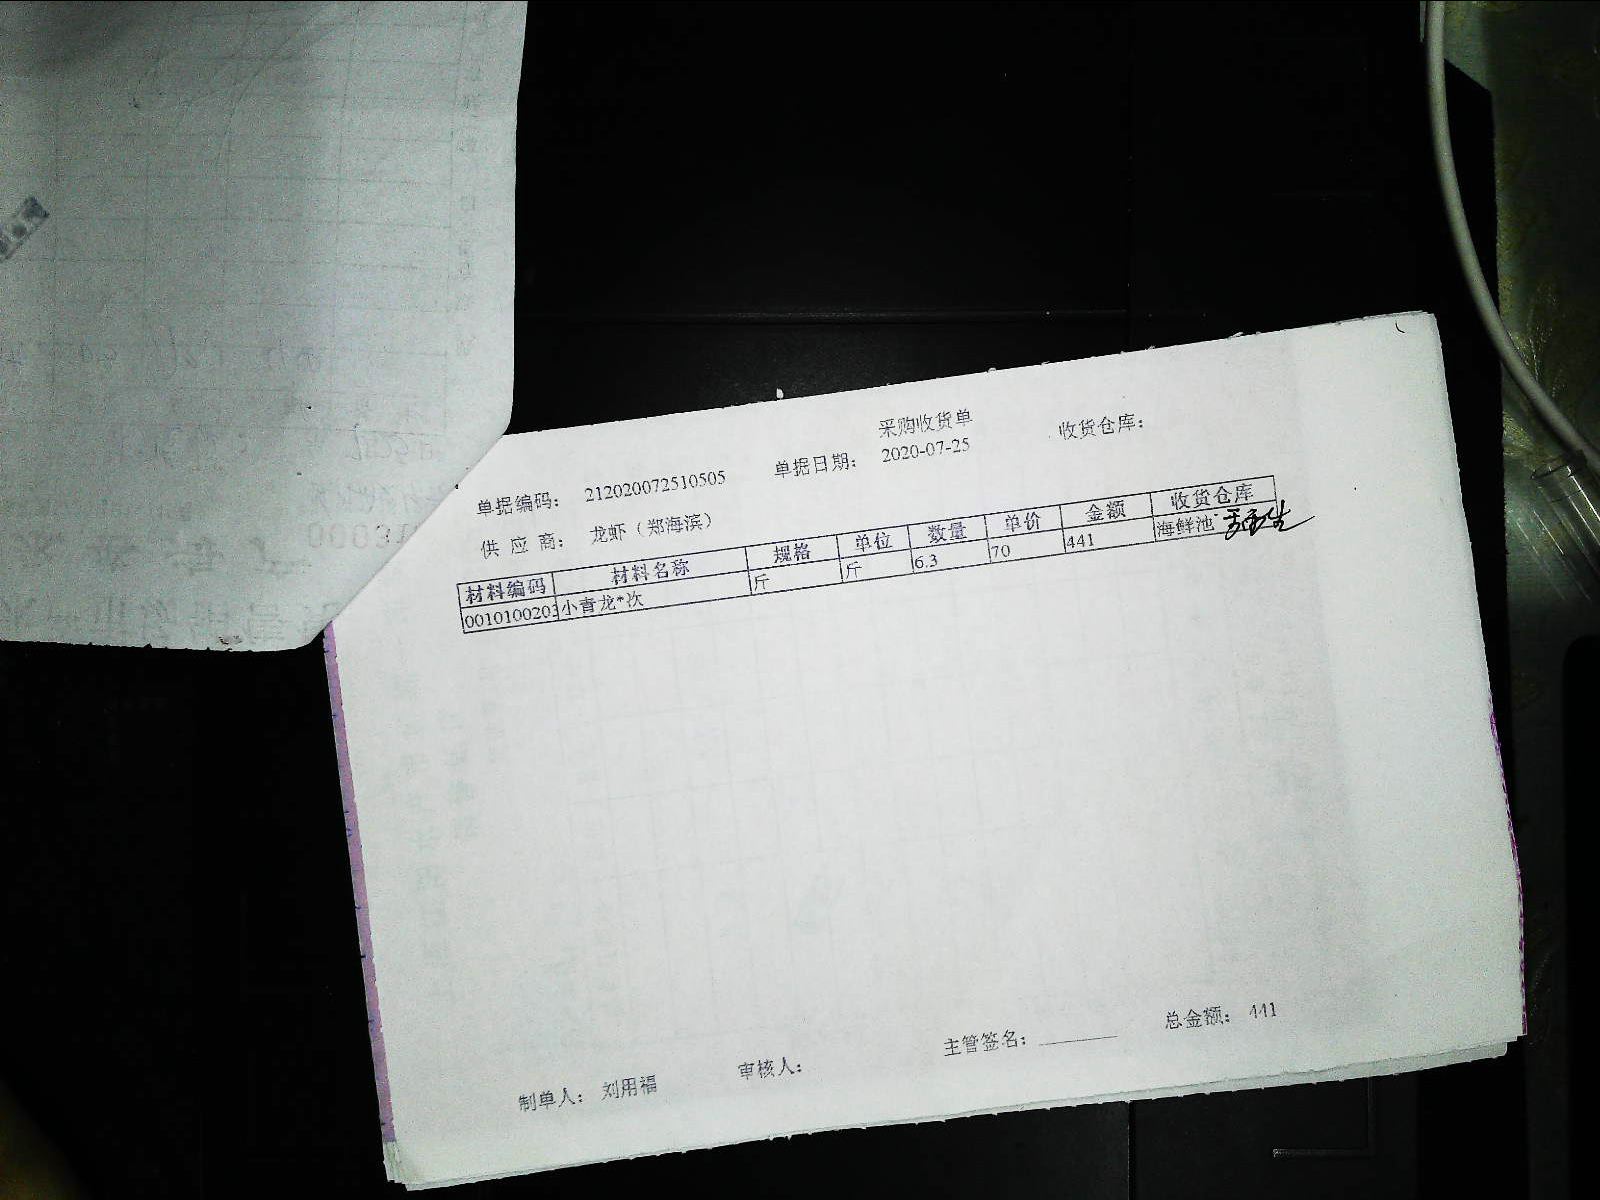 采购收货单
单据编码: 212020072510505 单据日期: 2020-07-25 收货仓库:
供 应 商: 龙虾（郑海滨）
材料编码 材料名称 规格 单位 数量 单价 金额 收货仓库
0010100203 小青龙*次 斤 斤 6.3 70 441 海鲜池
制单人: 刘用福 审核人: 主管签名: 总金额: 441